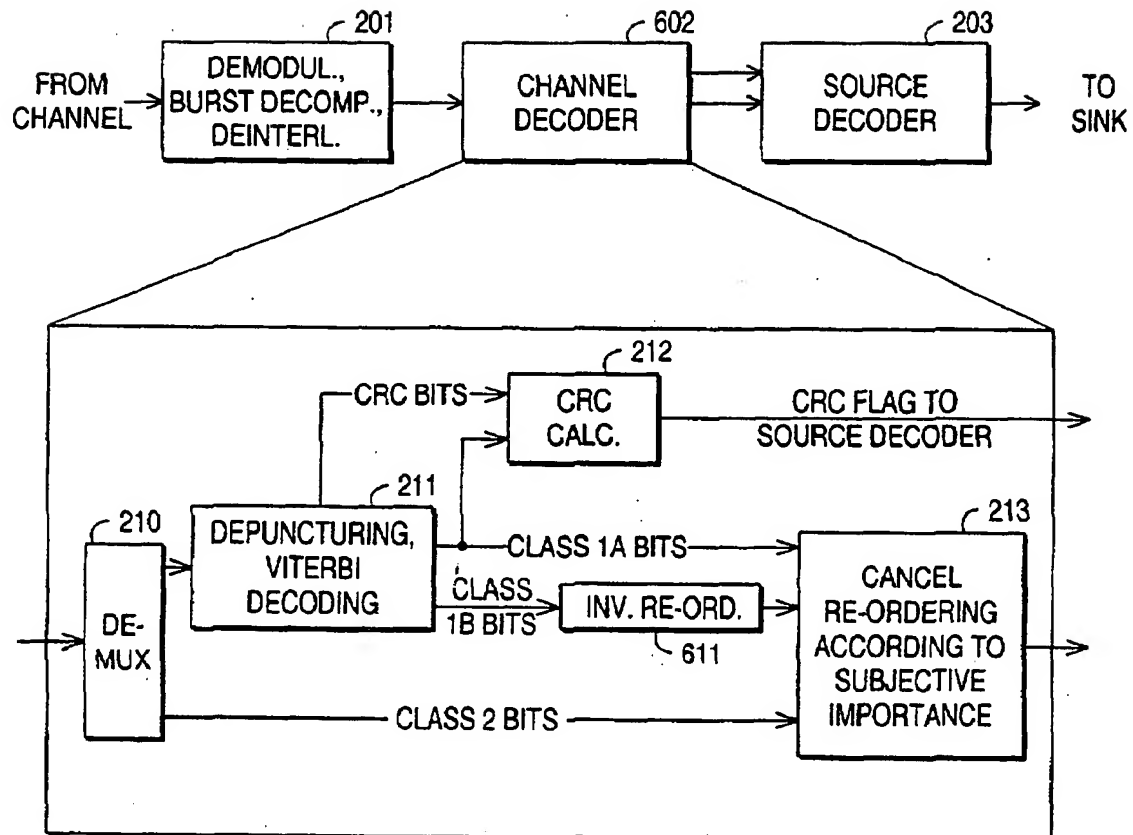 201
602
203
FROM
CHANNEL
DEMODUL.,
BURST DECOMP.,
DEINTERL.
CHANNEL
DECODER
SOURCE
DECODER
TO
SINK
212
CRC BITS
CRC
CALC.
CRC FLAG TO
SOURCE DECODER
210
211
213
DEPUNCTURING,
VITERBI
DECODING
CLASS 1A BITS
CLASS
1B BITS
INV. RE-ORD.
611
DE-
MUX
CANCEL
RE-ORDERING
ACCORDING TO
SUBJECTIVE
IMPORTANCE
CLASS 2 BITS